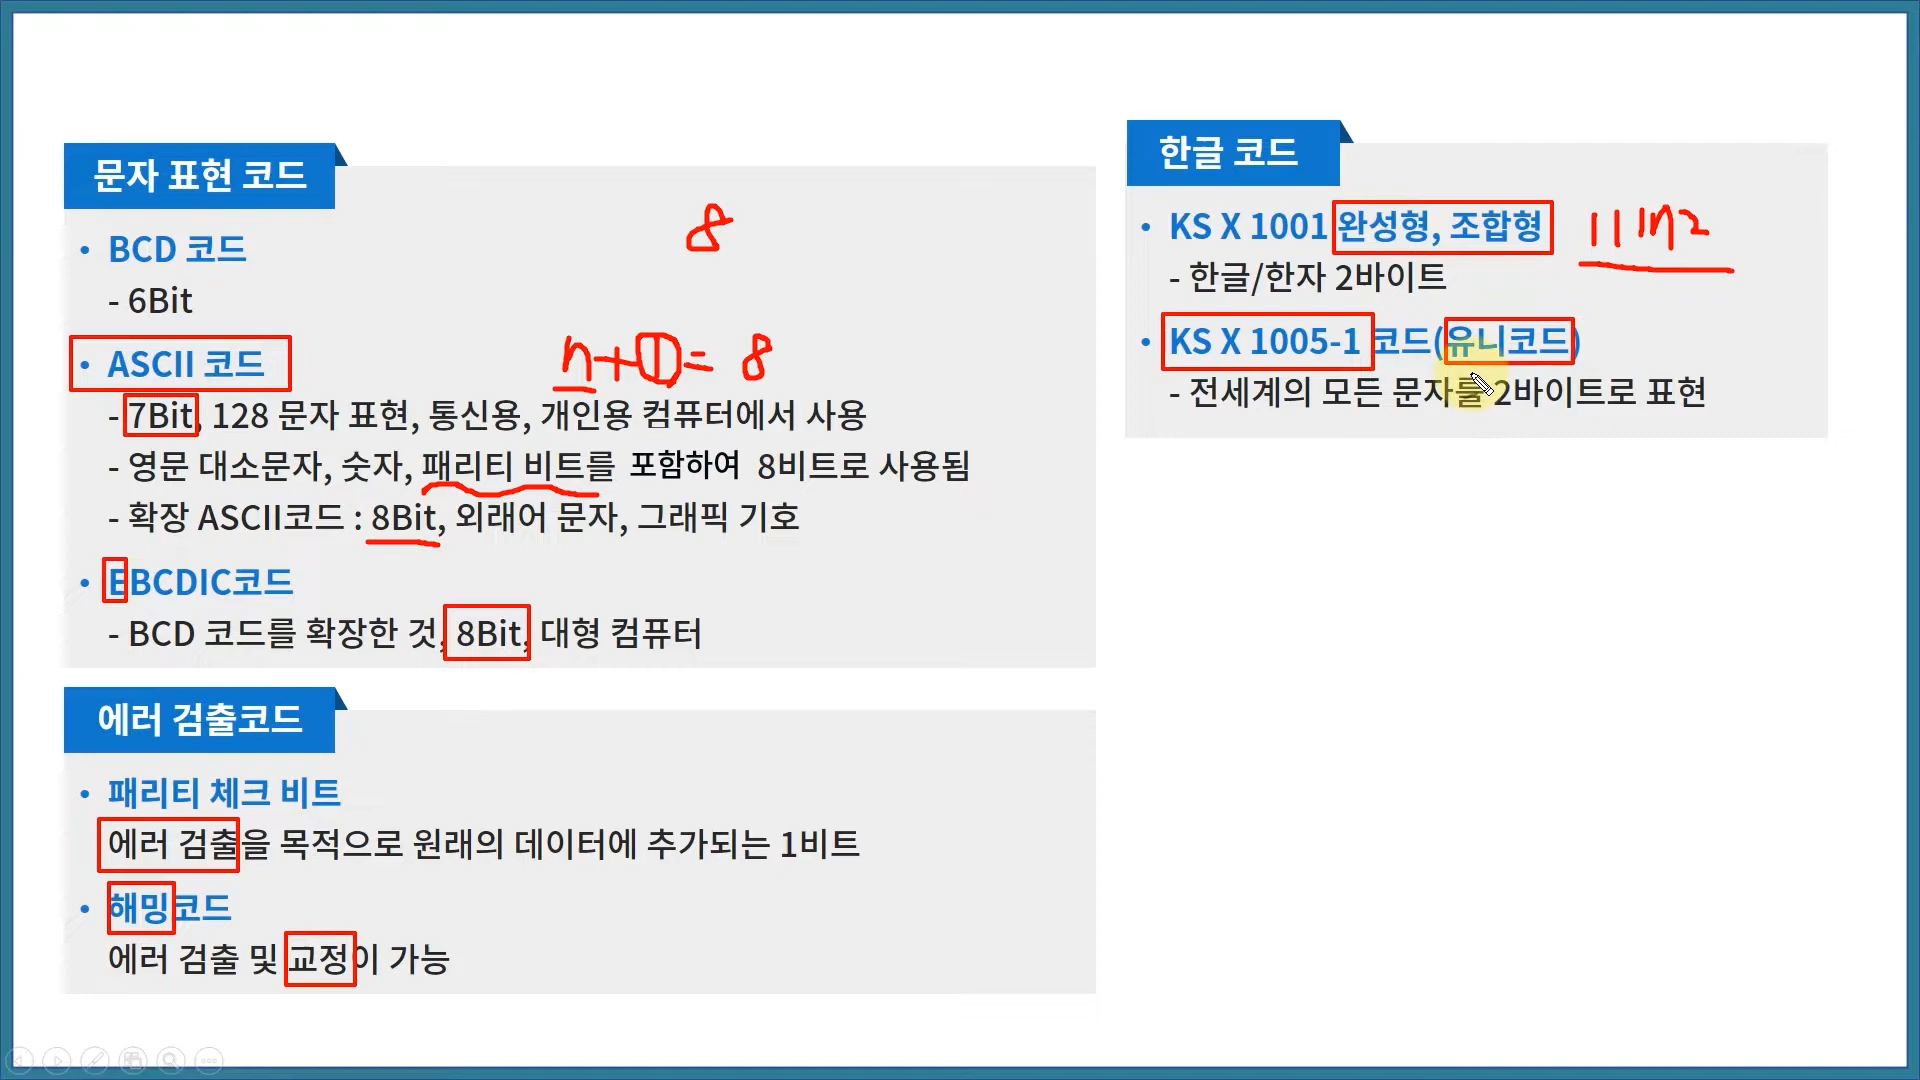 문자 표현 코드
8
• BCD 코드
- 6Bit
n+①= 8
• ASCII 코드
- 7Bit, 128 문자 표현, 통신용, 개인용 컴퓨터에서 사용
- 영문 대소문자, 숫자, 패리티 비트를 포함하여 8비트로 사용됨
- 확장 ASCII코드 : 8Bit, 외래어 문자, 그래픽 기호
• EBCDIC코드
- BCD 코드를 확장한 것, 8Bit, 대형 컴퓨터
에러 검출코드
• 패리티 체크 비트
에러 검출을 목적으로 원래의 데이터에 추가되는 1비트
• 해밍코드
에러 검출 및 교정이 가능
한글 코드
• KS X 1001 완성형, 조합형
- 한글/한자 2바이트
• KS X 1005-1 코드(유니코드)
- 전세계의 모든 문자를 2바이트로 표현